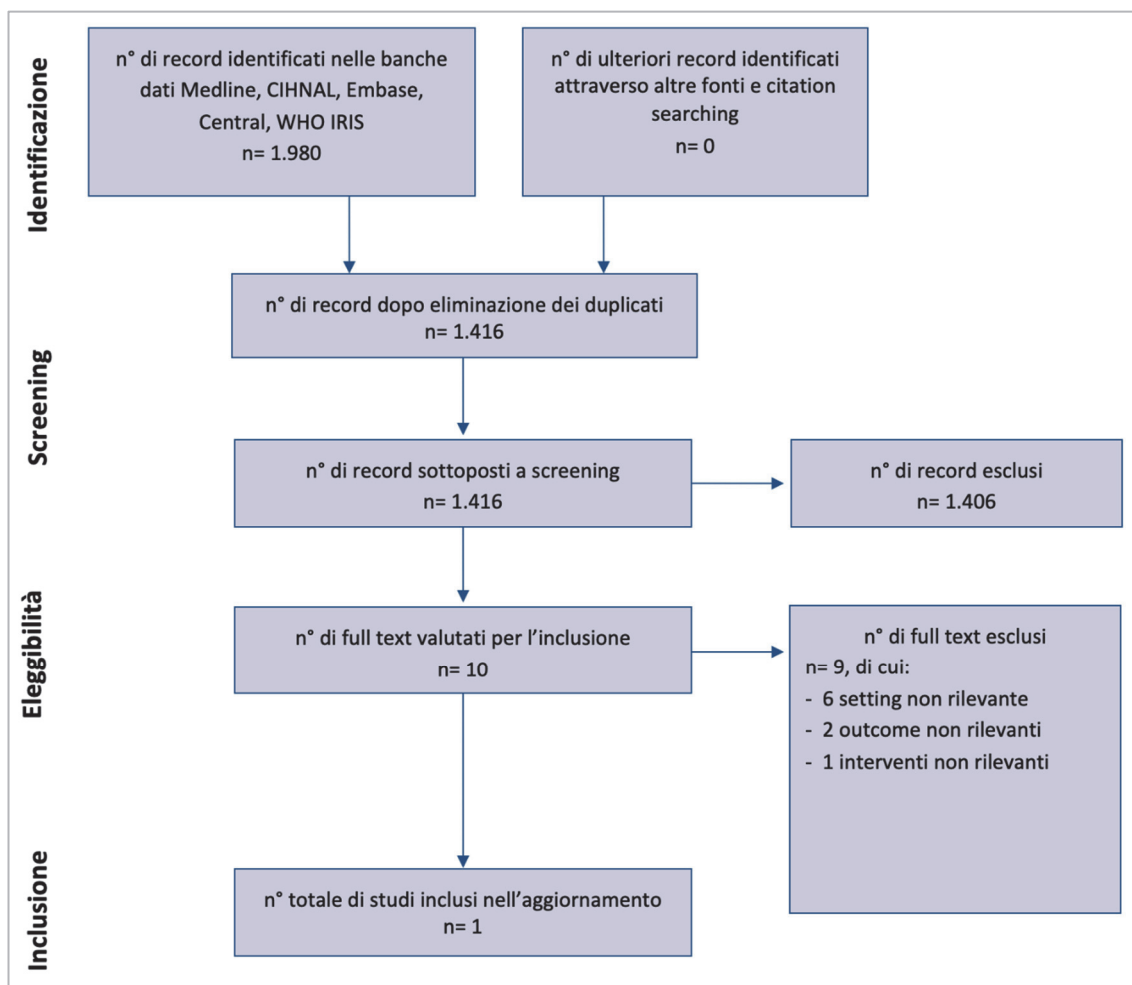 Identificazione
n° di record identificati nelle banche
dati Medline, CIHNAL, Embase,
Central, WHO IRIS
n= 1.980
n° di ulteriori record identificati
attraverso altre fonti e citation
searching
n= 0
Screening
n° di record dopo eliminazione dei duplicati
n= 1.416
n° di record sottoposti a screening
n= 1.416
n° di record esclusi
n= 1.406
Eleggibilità
n° di full text valutati per l’inclusione
n= 10
n° di full text esclusi
n= 9, di cui:
- 6 setting non rilevante
- 2 outcome non rilevanti
- 1 interventi non rilevanti
Inclusione
n° totale di studi inclusi nell’aggiornamento
n= 1